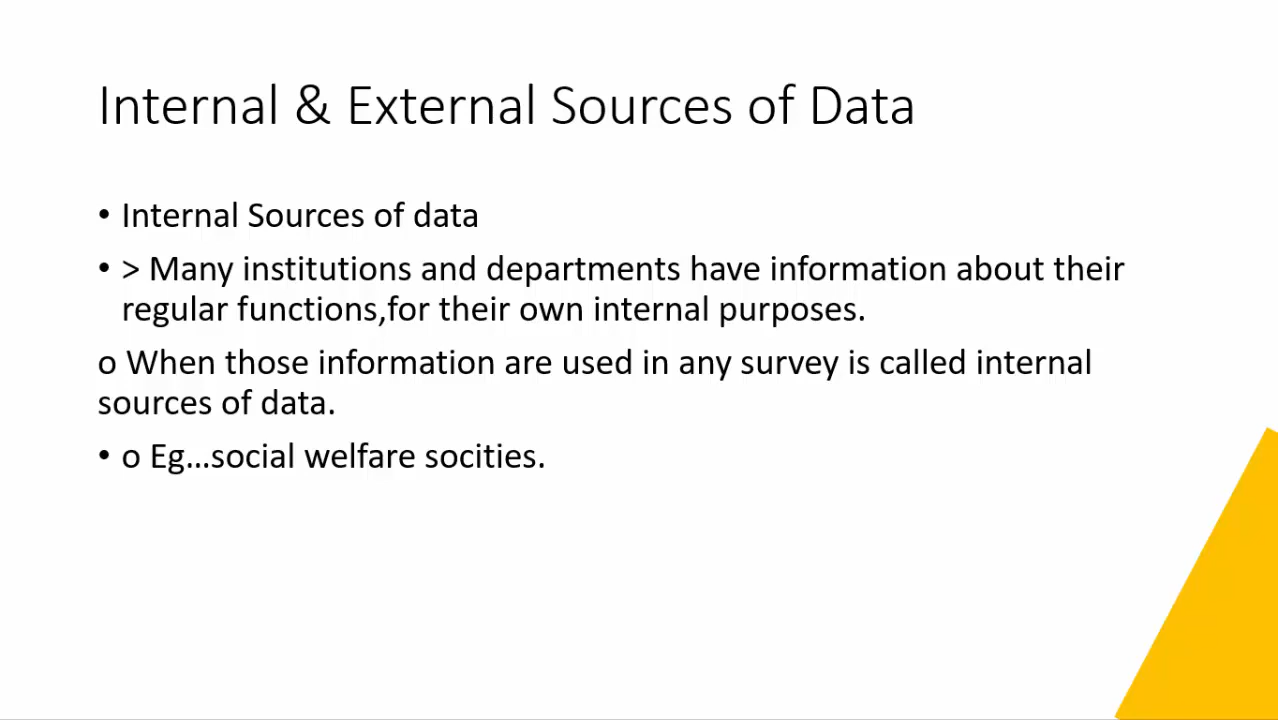 Internal & External Sources of Data
• Internal Sources of data
• > Many institutions and departments have information about their
regular functions,for their own internal purposes.
o When those information are used in any survey is called internal
sources of data.
• o Eg...social welfare socities.